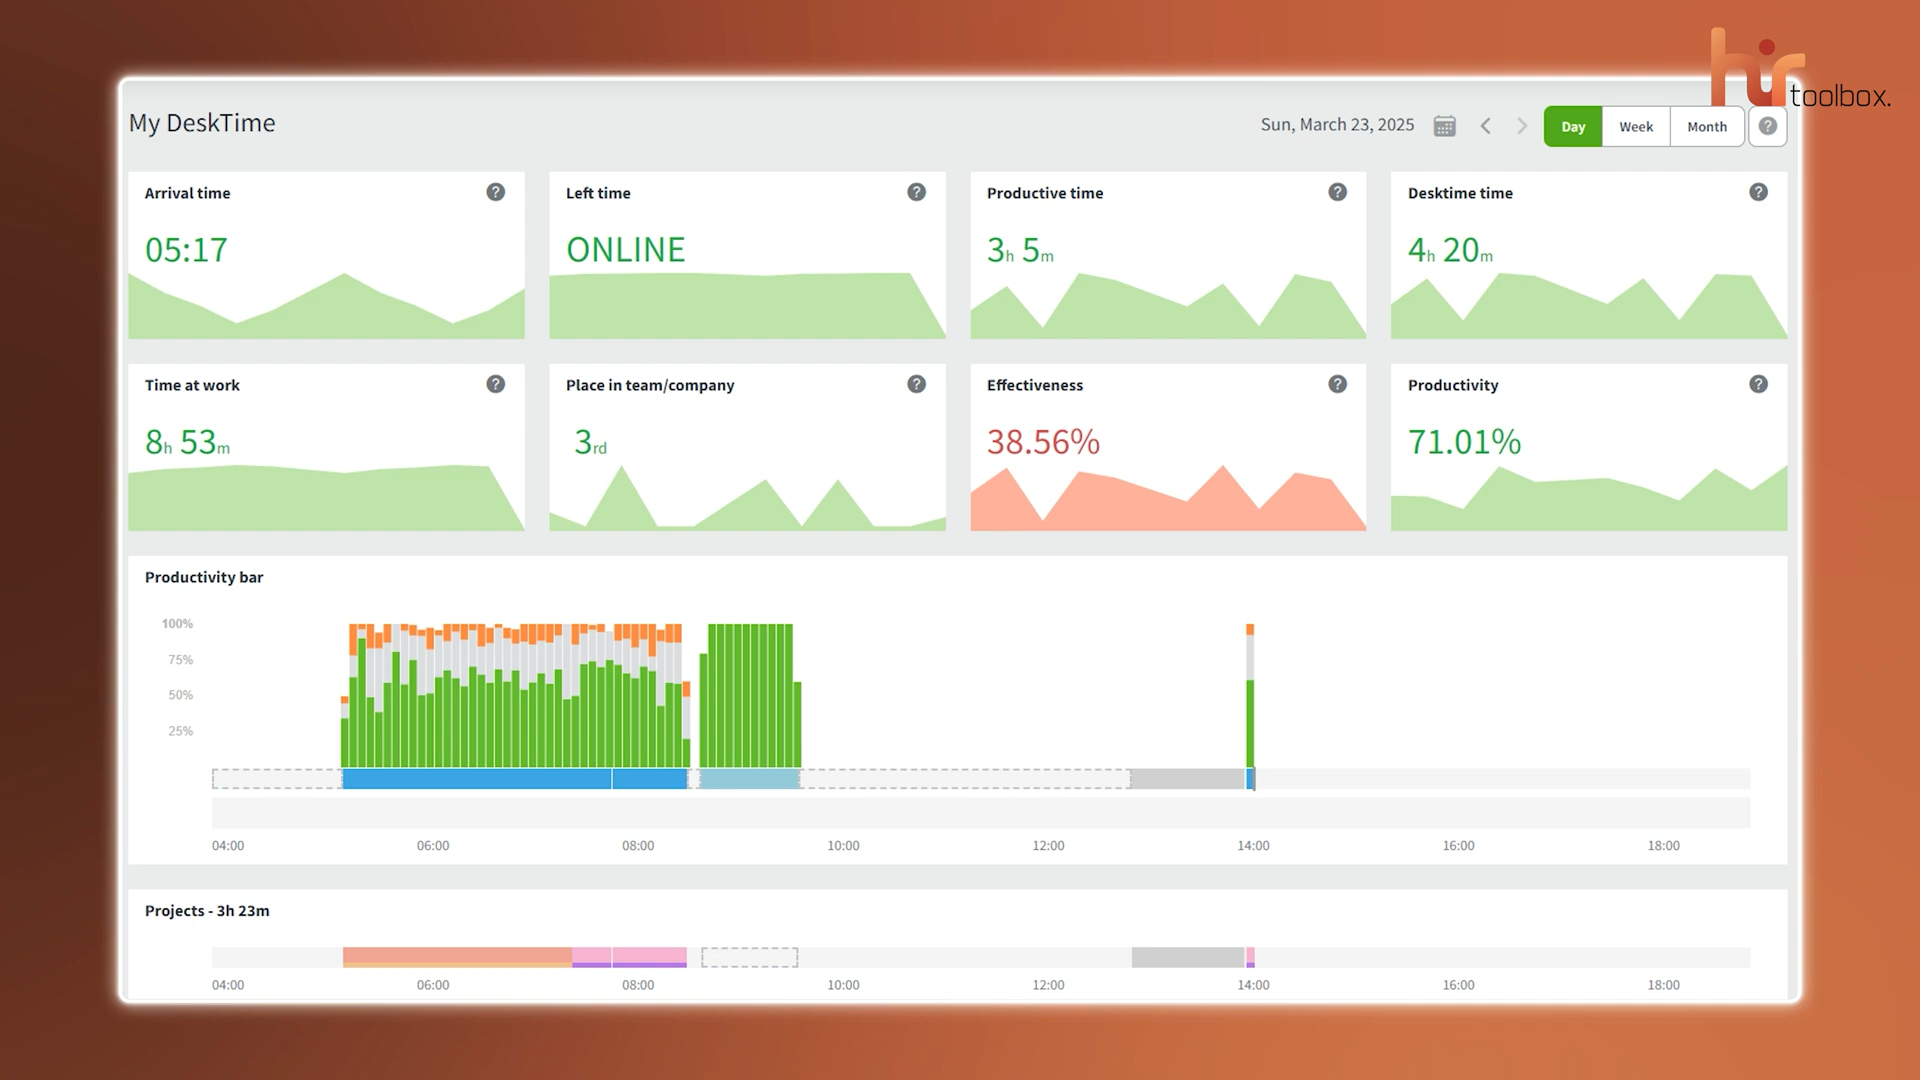 hr toolbox.
My DeskTime
Sun, March 23, 2025
Day Week Month ?
Arrival time ?
05:17
Left time ?
ONLINE
Productive time ?
3h 5m
Desktime time ?
4h 20m
Time at work ?
8h 53m
Place in team/company ?
3rd
Effectiveness ?
38.56%
Productivity ?
71.01%
Productivity bar
100%
75%
50%
25%
04:00 06:00 08:00 10:00 12:00 14:00 16:00 18:00
Projects - 3h 23m
04:00 06:00 08:00 10:00 12:00 14:00 16:00 18:00